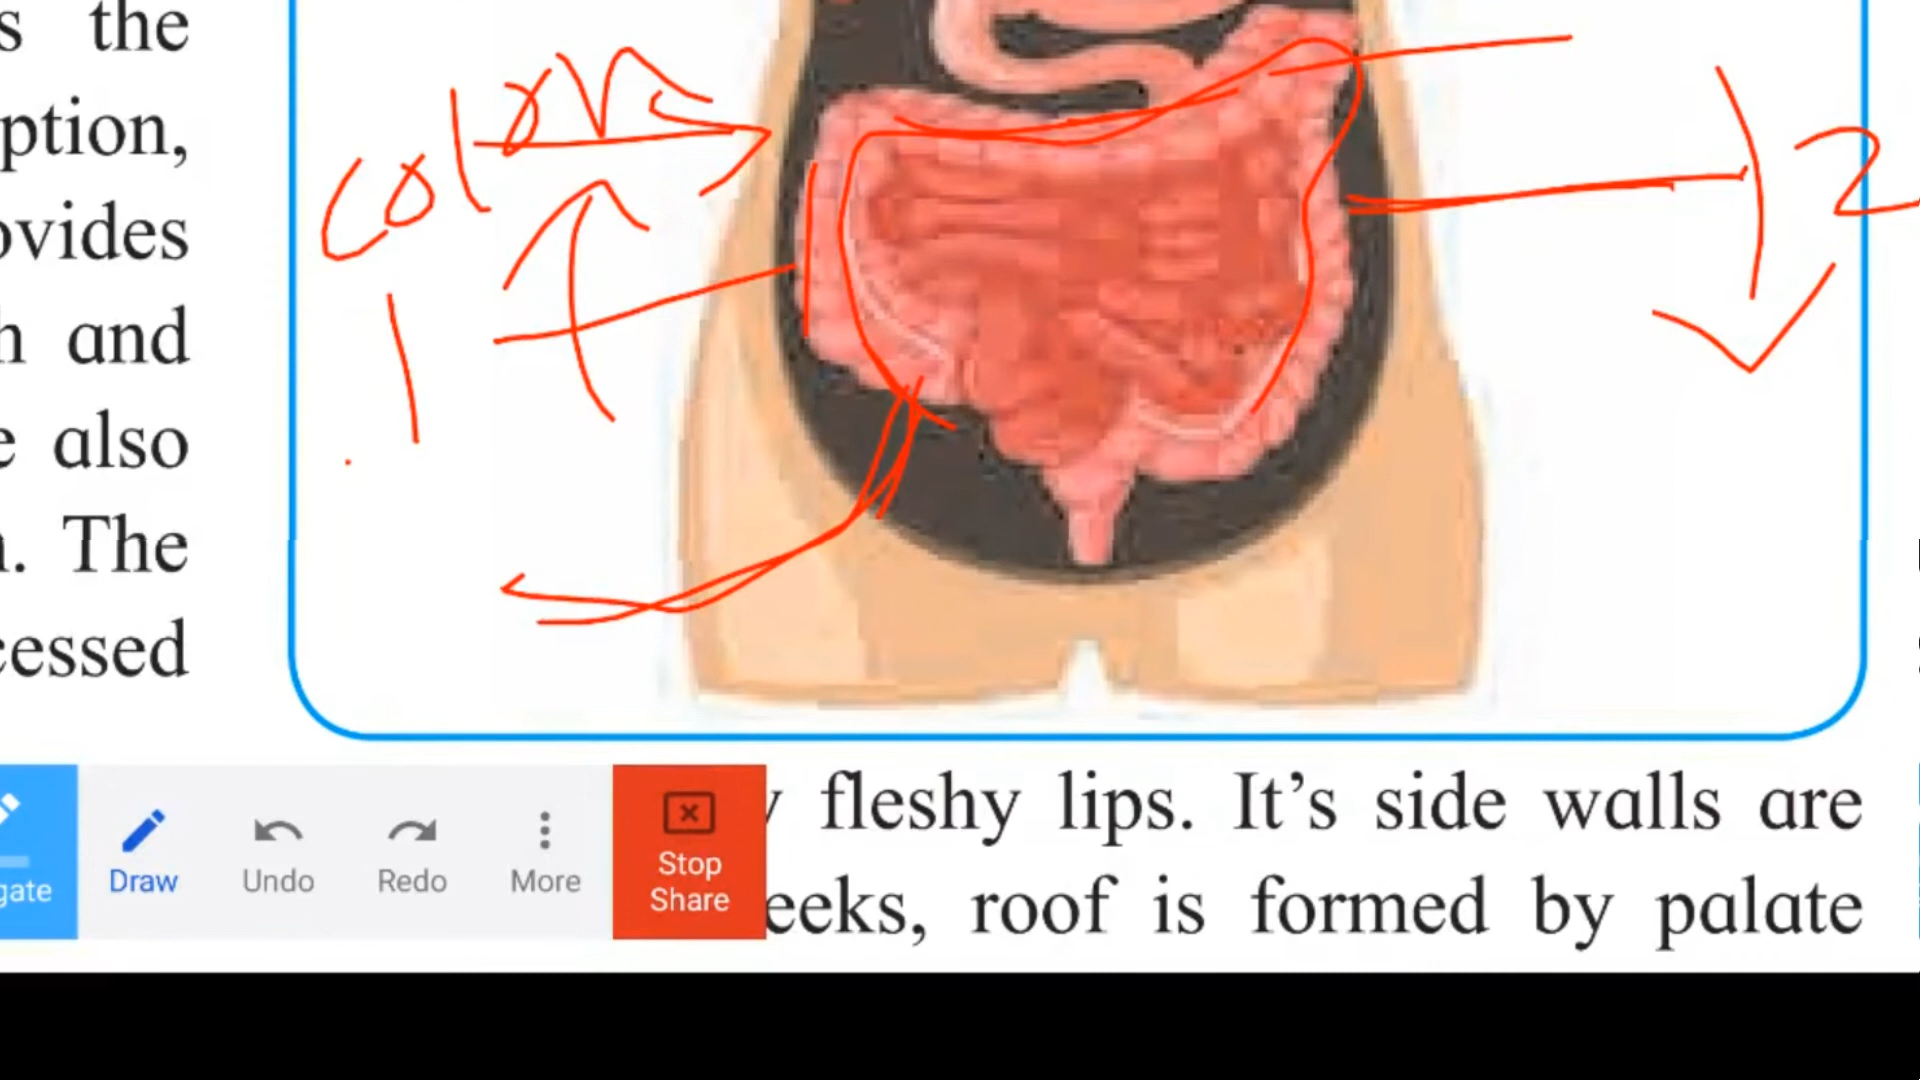 s the
ption,
ovides
h and
e also
n. The
cessed
colon
1
2
fleshy lips. It's side walls are
eeks, roof is formed by palate
gate
Draw
Undo
Redo
More
Stop
Share